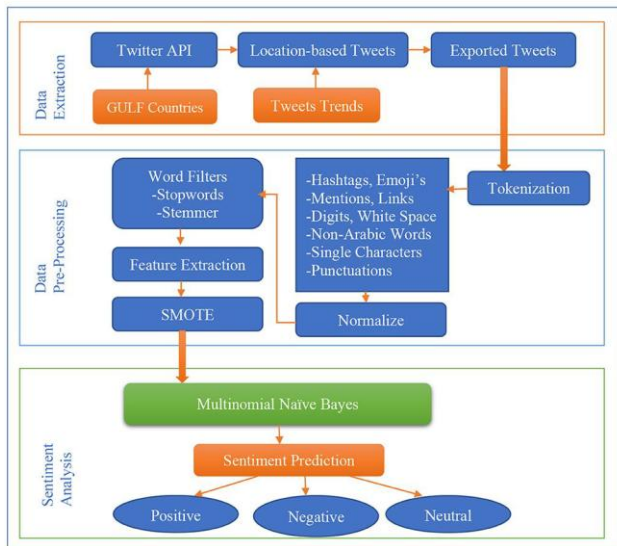 Data
Extraction
Twitter API
Location-based Tweets
Exported Tweets
GULF Countries
Tweets Trends
Data
Pre-Processing
Word Filters
-Stopwords
-Stemmer
Feature Extraction
SMOTE
-Hashtags, Emoji's
-Mentions, Links
-Digits, White Space
-Non-Arabic Words
-Single Characters
-Punctuations
Normalize
Tokenization
Sentiment
Analysis
Multinomial Naïve Bayes
Sentiment Prediction
Positive
Negative
Neutral